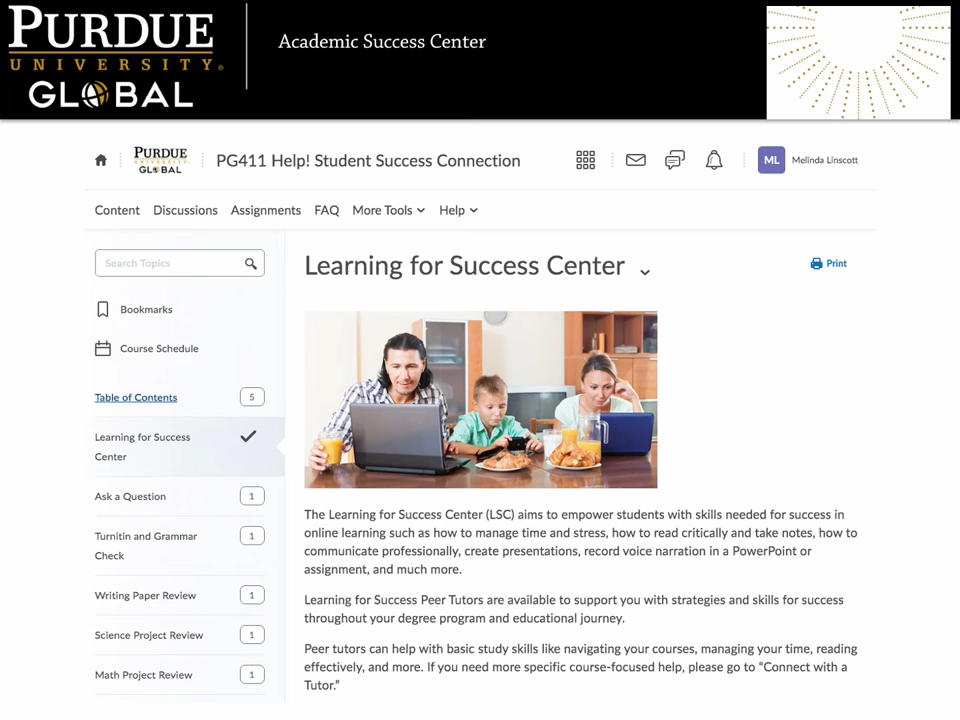 PURDUE
UNIVERSITY®
GLOBAL
Academic Success Center
PURDUE
UNIVERSITY
GLOBAL
PG411 Help! Student Success Connection
ML
Melinda Linscott
Content
Discussions
Assignments
FAQ
More Tools
Help
Search Topics
Bookmarks
Course Schedule
Table of Contents
5
Learning for Success
Center
Ask a Question
1
Turnitin and Grammar
Check
1
Writing Paper Review
1
Science Project Review
1
Math Project Review
1
Learning for Success Center
Print
The Learning for Success Center (LSC) aims to empower students with skills needed for success in
online learning such as how to manage time and stress, how to read critically and take notes, how to
communicate professionally, create presentations, record voice narration in a PowerPoint or
assignment, and much more.
Learning for Success Peer Tutors are available to support you with strategies and skills for success
throughout your degree program and educational journey.
Peer tutors can help with basic study skills like navigating your courses, managing your time, reading
effectively, and more. If you need more specific course-focused help, please go to “Connect with a
Tutor.”